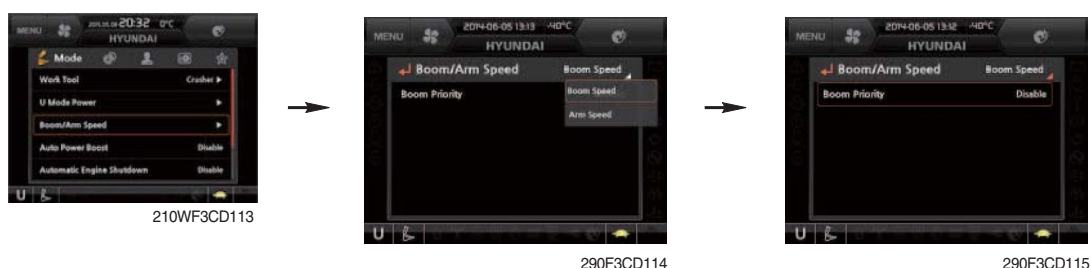 MENU 20:32 0°C
HYUNDAI
Mode
Work Tool Crusher
U Mode Power
Boom/Arm Speed
Auto Power Boost Disable
Automatic Engine Shutdown Disable
U
210WF3CD113
MENU 2014-06-05 13:13 -40°C
HYUNDAI
Boom/Arm Speed Boom Speed
Boom Priority Boom Speed
Arm Speed
U
290F3CD114
MENU 2014-06-05 13:12 -40°C
HYUNDAI
Boom/Arm Speed Boom Speed
Boom Priority Disable
U
290F3CD115